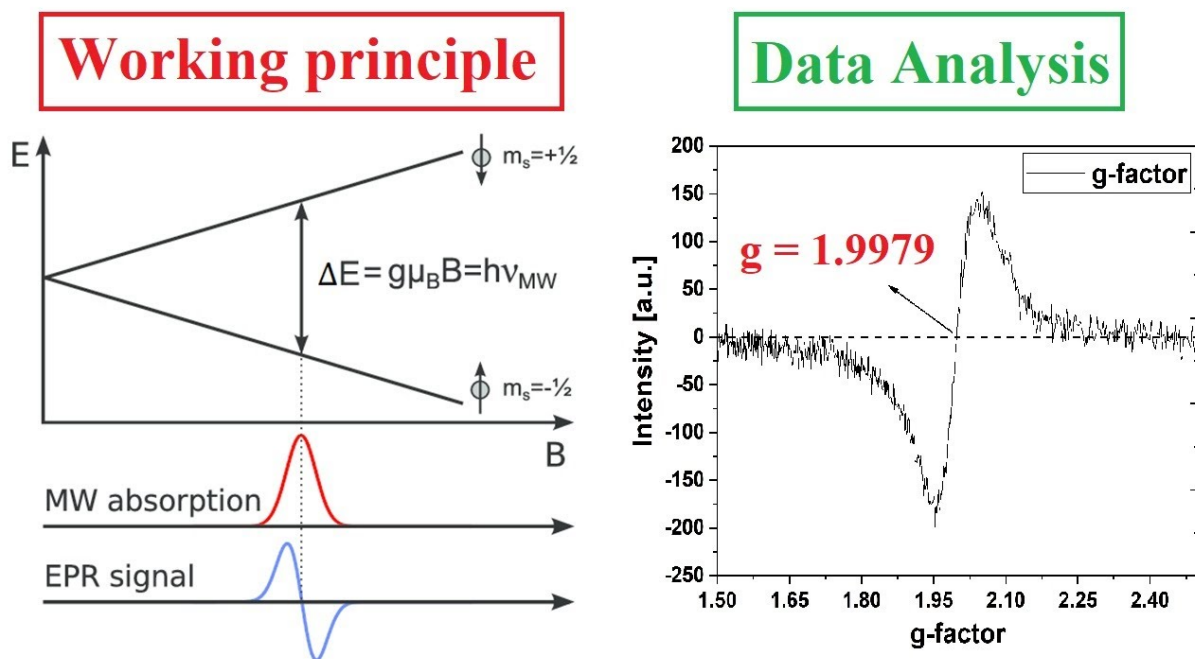 Working principle
E
m_s=+½
ΔE=gμ_BB=hν_MW
m_s=-½
B
MW absorption
EPR signal
Data Analysis
200
150
100
50
0
-50
-100
-150
-200
-250
Intensity [a.u.]
g-factor
g = 1.9979
1.50 1.65 1.80 1.95 2.10 2.25 2.40
g-factor